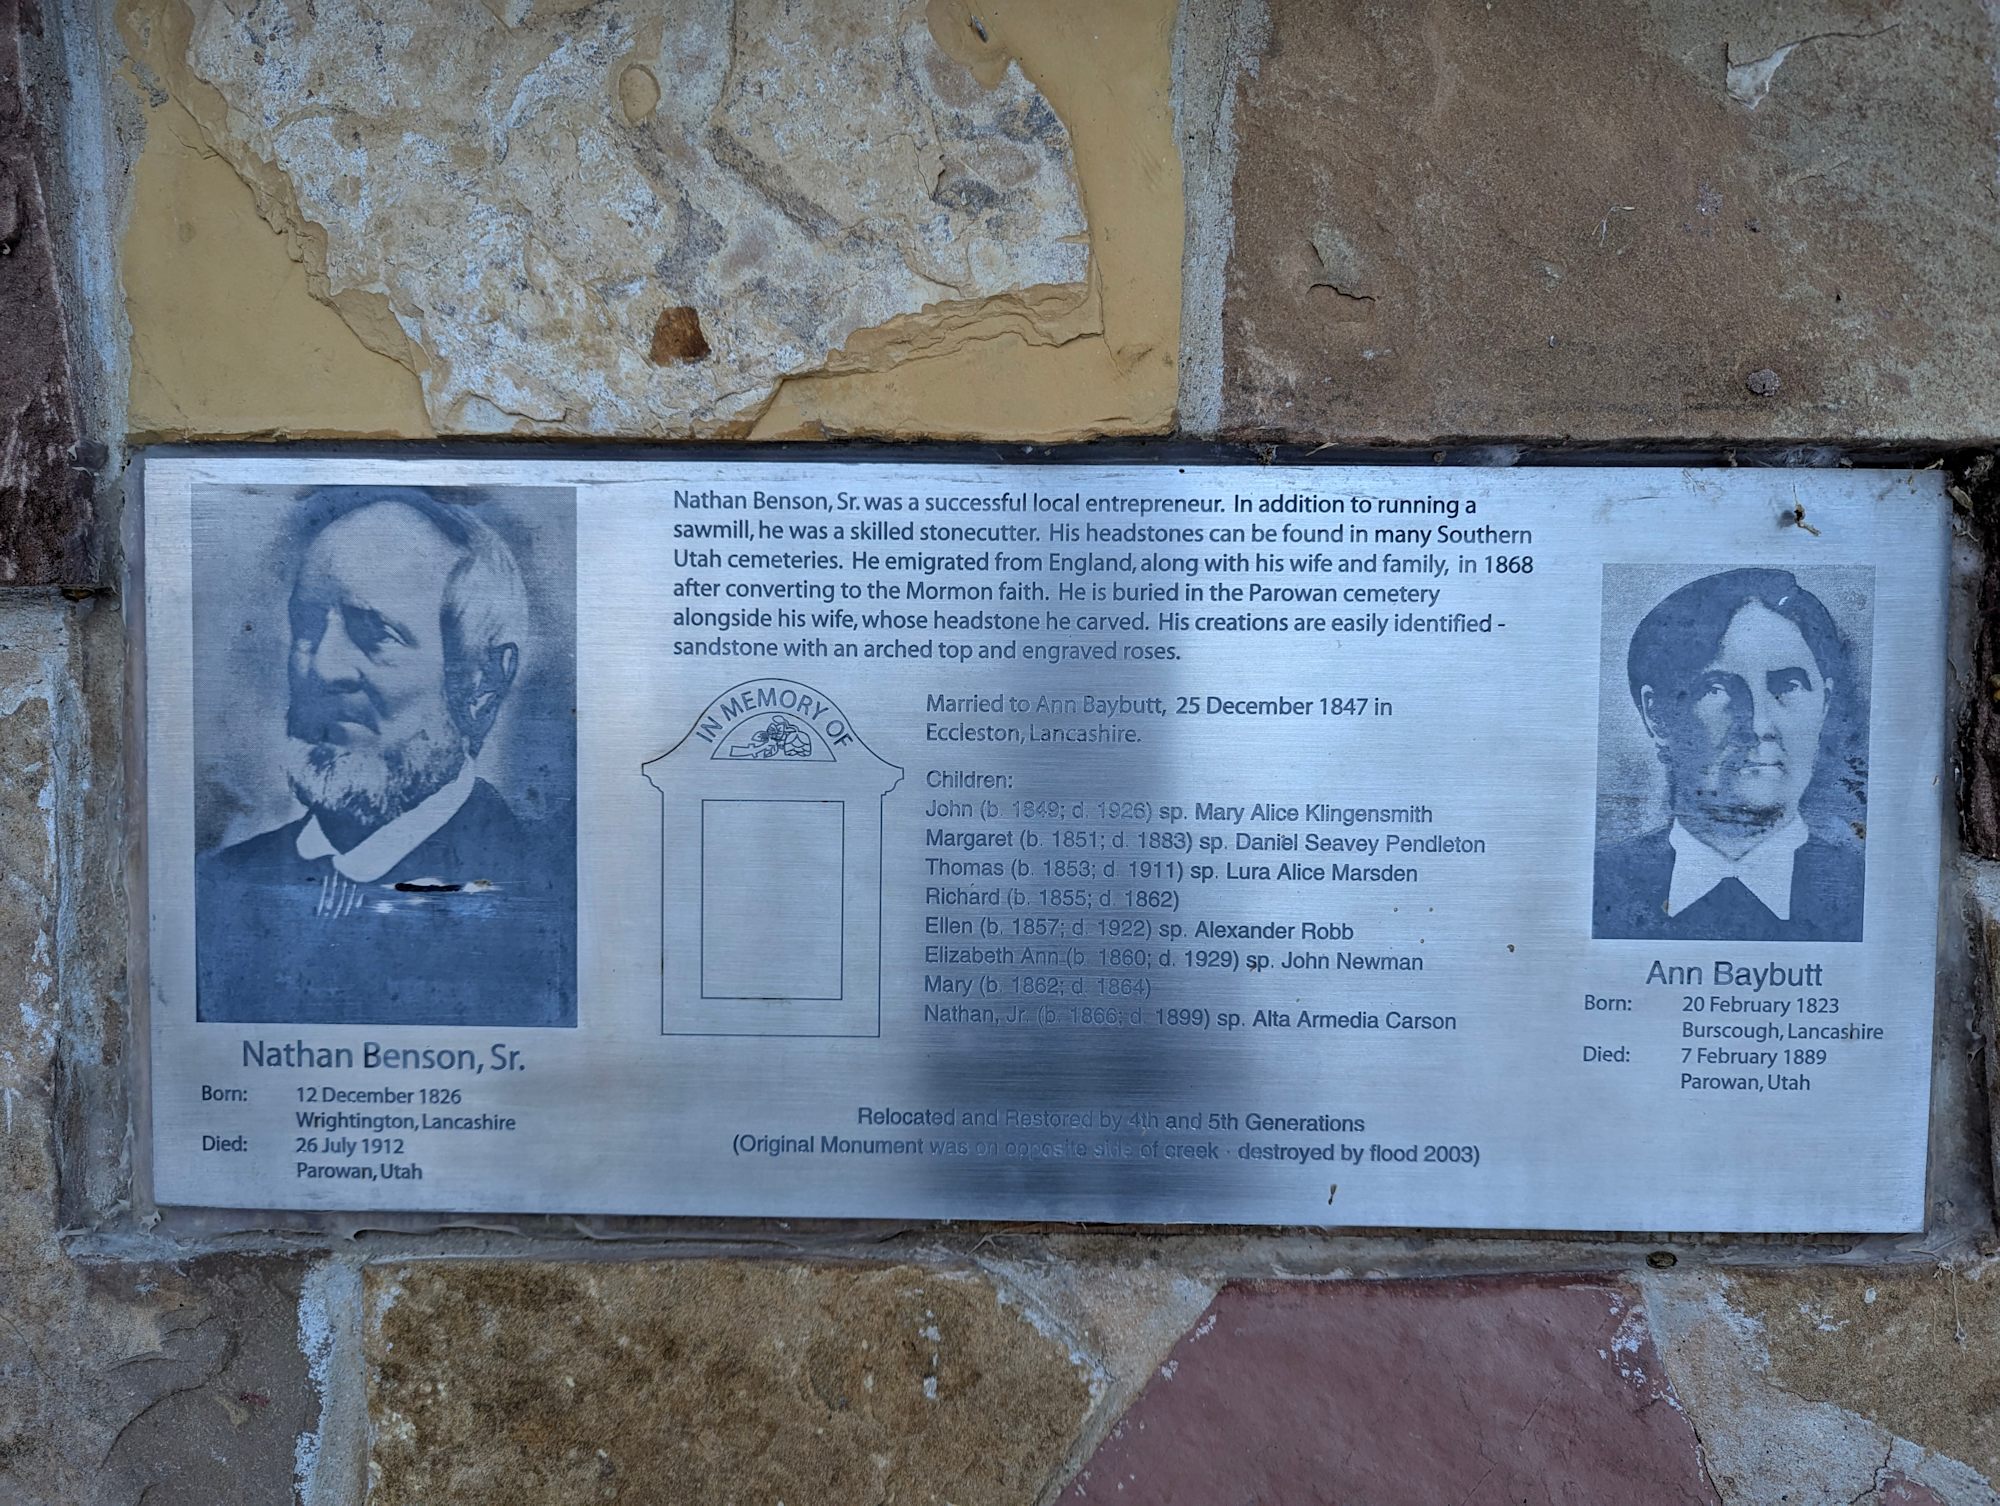 Nathan Benson, Sr. was a successful local entrepreneur. In addition to running a
sawmill, he was a skilled stonecutter. His headstones can be found in many Southern
Utah cemeteries. He emigrated from England, along with his wife and family, in 1868
after converting to the Mormon faith. He is buried in the Parowan cemetery
alongside his wife, whose headstone he carved. His creations are easily identified -
sandstone with an arched top and engraved roses.
IN MEMORY OF
Married to Ann Baybutt, 25 December 1847 in
Eccleston, Lancashire.
Children:
John (b. 1849; d. 1926) sp. Mary Alice Klingensmith
Margaret (b. 1851; d. 1883) sp. Daniel Seavey Pendleton
Thomas (b. 1853; d. 1911) sp. Lura Alice Marsden
Richard (b. 1855; d. 1862)
Ellen (b. 1857; d. 1922) sp. Alexander Robb
Elizabeth Ann (b. 1860; d. 1929) sp. John Newman
Mary (b. 1862; d. 1864)
Nathan, Jr. (b. 1866; d. 1899) sp. Alta Armedia Carson
Nathan Benson, Sr.
Born: 12 December 1826
Wrightington, Lancashire
Died: 26 July 1912
Parowan, Utah
Ann Baybutt
Born: 20 February 1823
Burscough, Lancashire
Died: 7 February 1889
Parowan, Utah
Relocated and Restored by 4th and 5th Generations
(Original Monument was on opposite side of creek - destroyed by flood 2003)